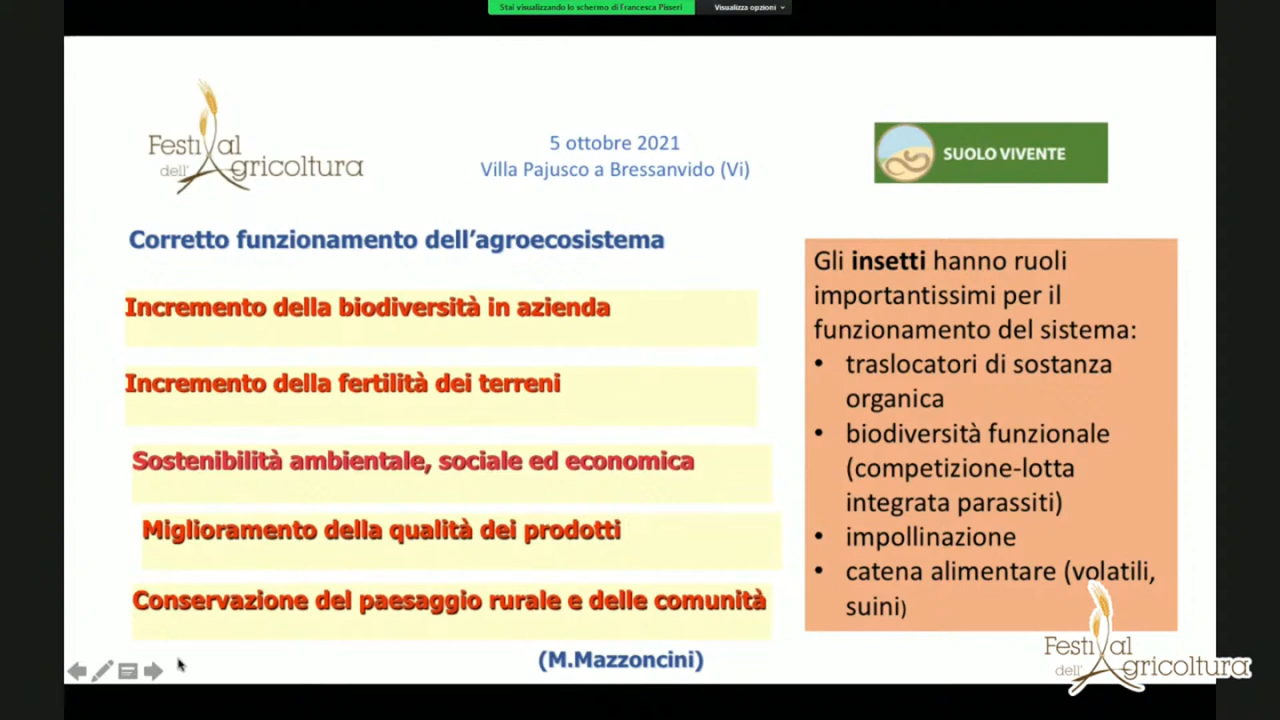 Stai visualizzando lo schermo di Francesca Pisseri
Visualizza opzioni
Festival
dell'Agricoltura
5 ottobre 2021
Villa Pajusco a Bressanvido (Vi)
SUOLO VIVENTE
Corretto funzionamento dell'agroecosistema
Incremento della biodiversità in azienda
Incremento della fertilità dei terreni
Sostenibilità ambientale, sociale ed economica
Miglioramento della qualità dei prodotti
Conservazione del paesaggio rurale e delle comunità
(M.Mazzoncini)
Gli insetti hanno ruoli
importantissimi per il
funzionamento del sistema:
• traslocatori di sostanza
organica
• biodiversità funzionale
(competizione-lotta
integrata parassiti)
• impollinazione
• catena alimentare (volatili,
suini)
Festival
dell'Agricoltura